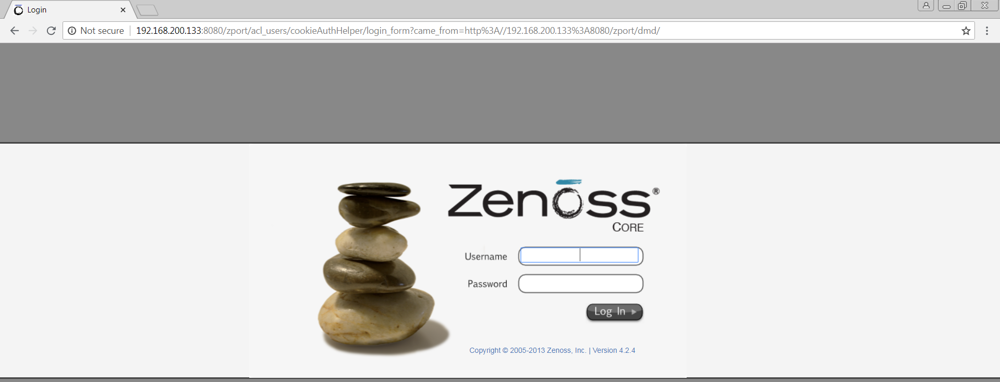 Login
Not secure 192.168.200.133:8080/zport/acl_users/cookieAuthHelper/login_form?came_from=http%3A//192.168.200.133%3A8080/zport/dmd/
Zenōss®
CORE
Username
Password
Log In
Copyright © 2005-2013 Zenoss, Inc. | Version 4.2.4